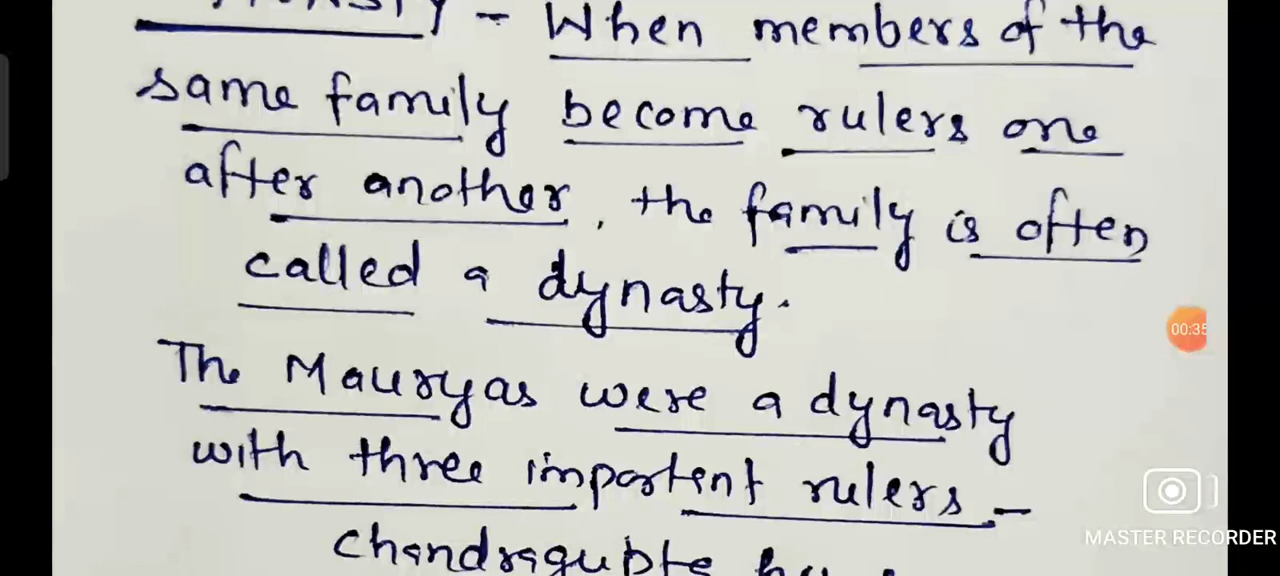 - When members of the
same family become rulers one
after another, the family is often
called a dynasty.
The Mauryas were a dynasty
with three important rulers -
00:35
MASTER RECORDER